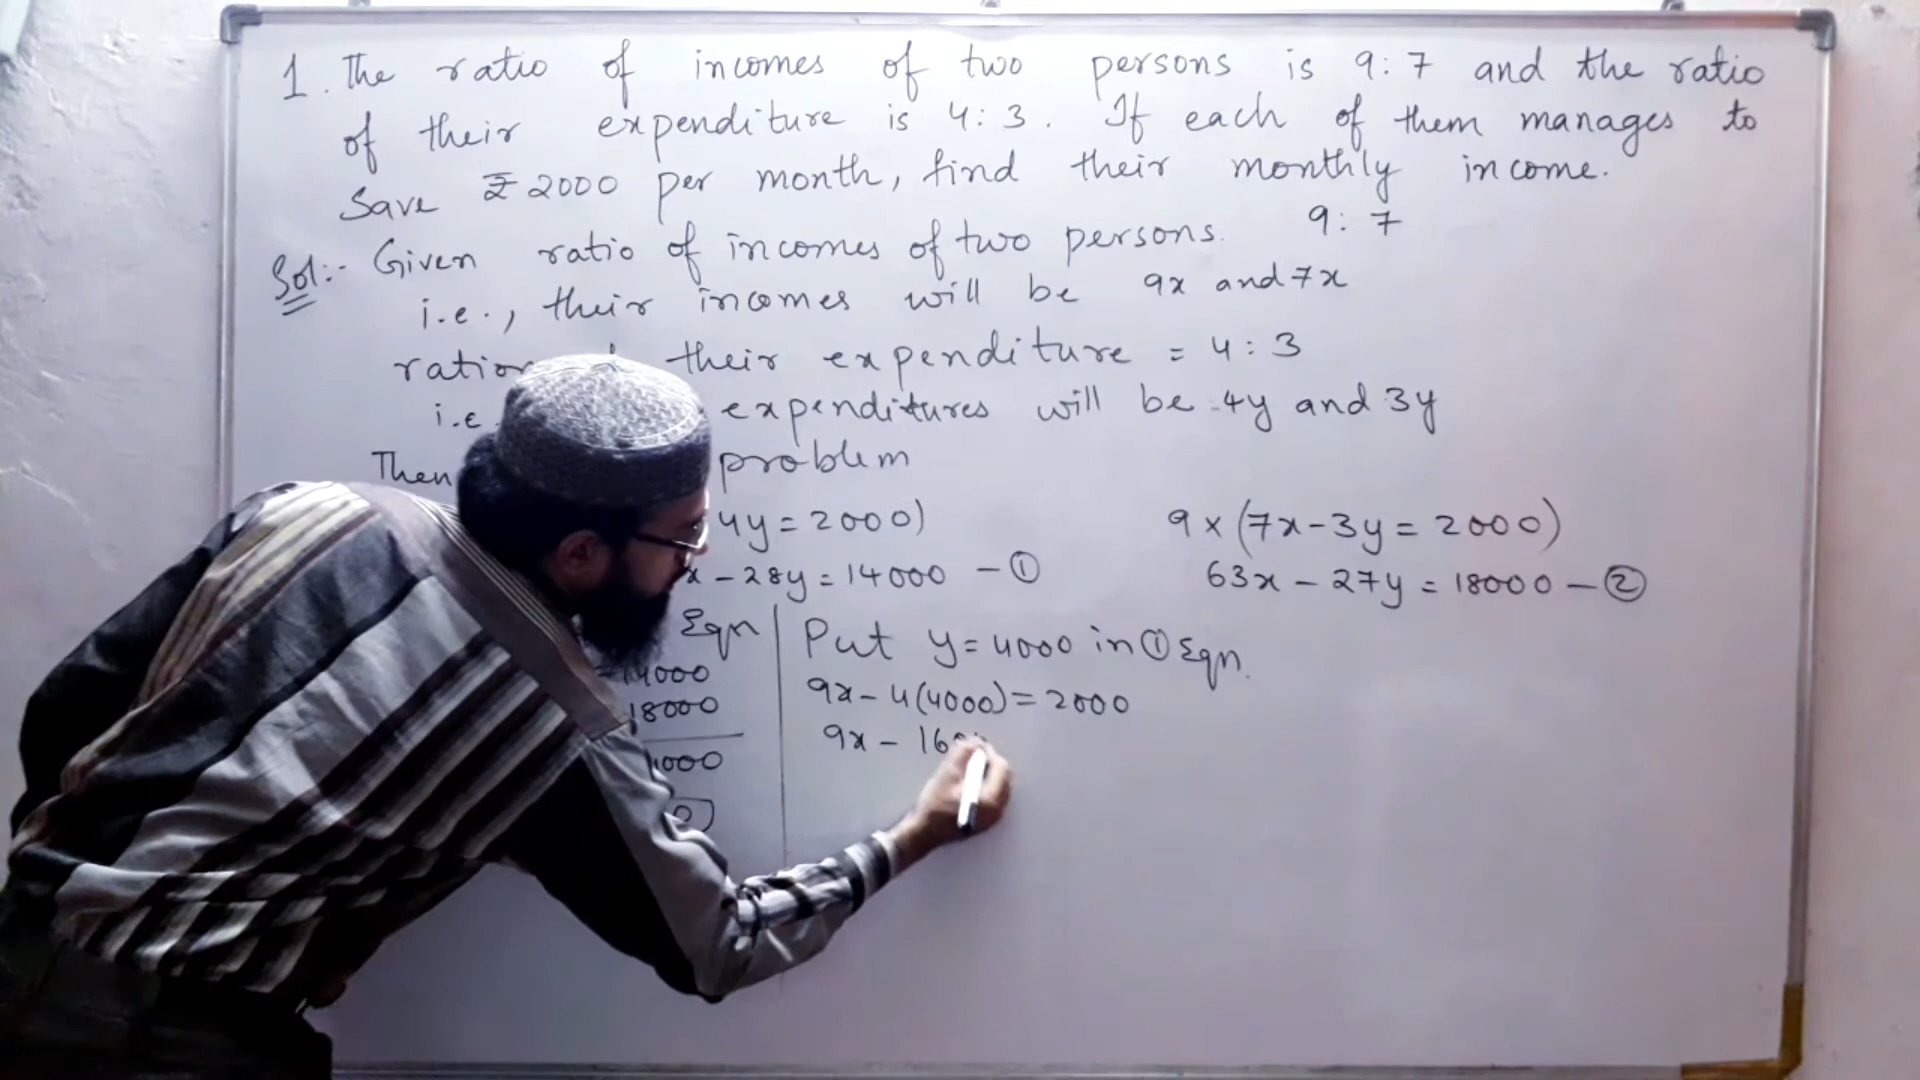 1. The ratio of incomes of two persons is 9:7 and the ratio
of their expenditure is 4:3. If each of them manages to
Save ₹ 2000 per month, find their monthly income.
Sol:- Given ratio of incomes of two persons. 9:7
i.e., their incomes will be 9x and 7x
their expenditure = 4:3
i.e. expenditures will be 4y and 3y
Then problem
4y = 2000) 9 × (7x - 3y = 2000)
x - 28y = 14000 - ① 63x - 27y = 18000 - ②
Eqn
14000
18000
000
Put y = 4000 in ① Eqn.
9x - 4(4000) = 2000
9x - 160